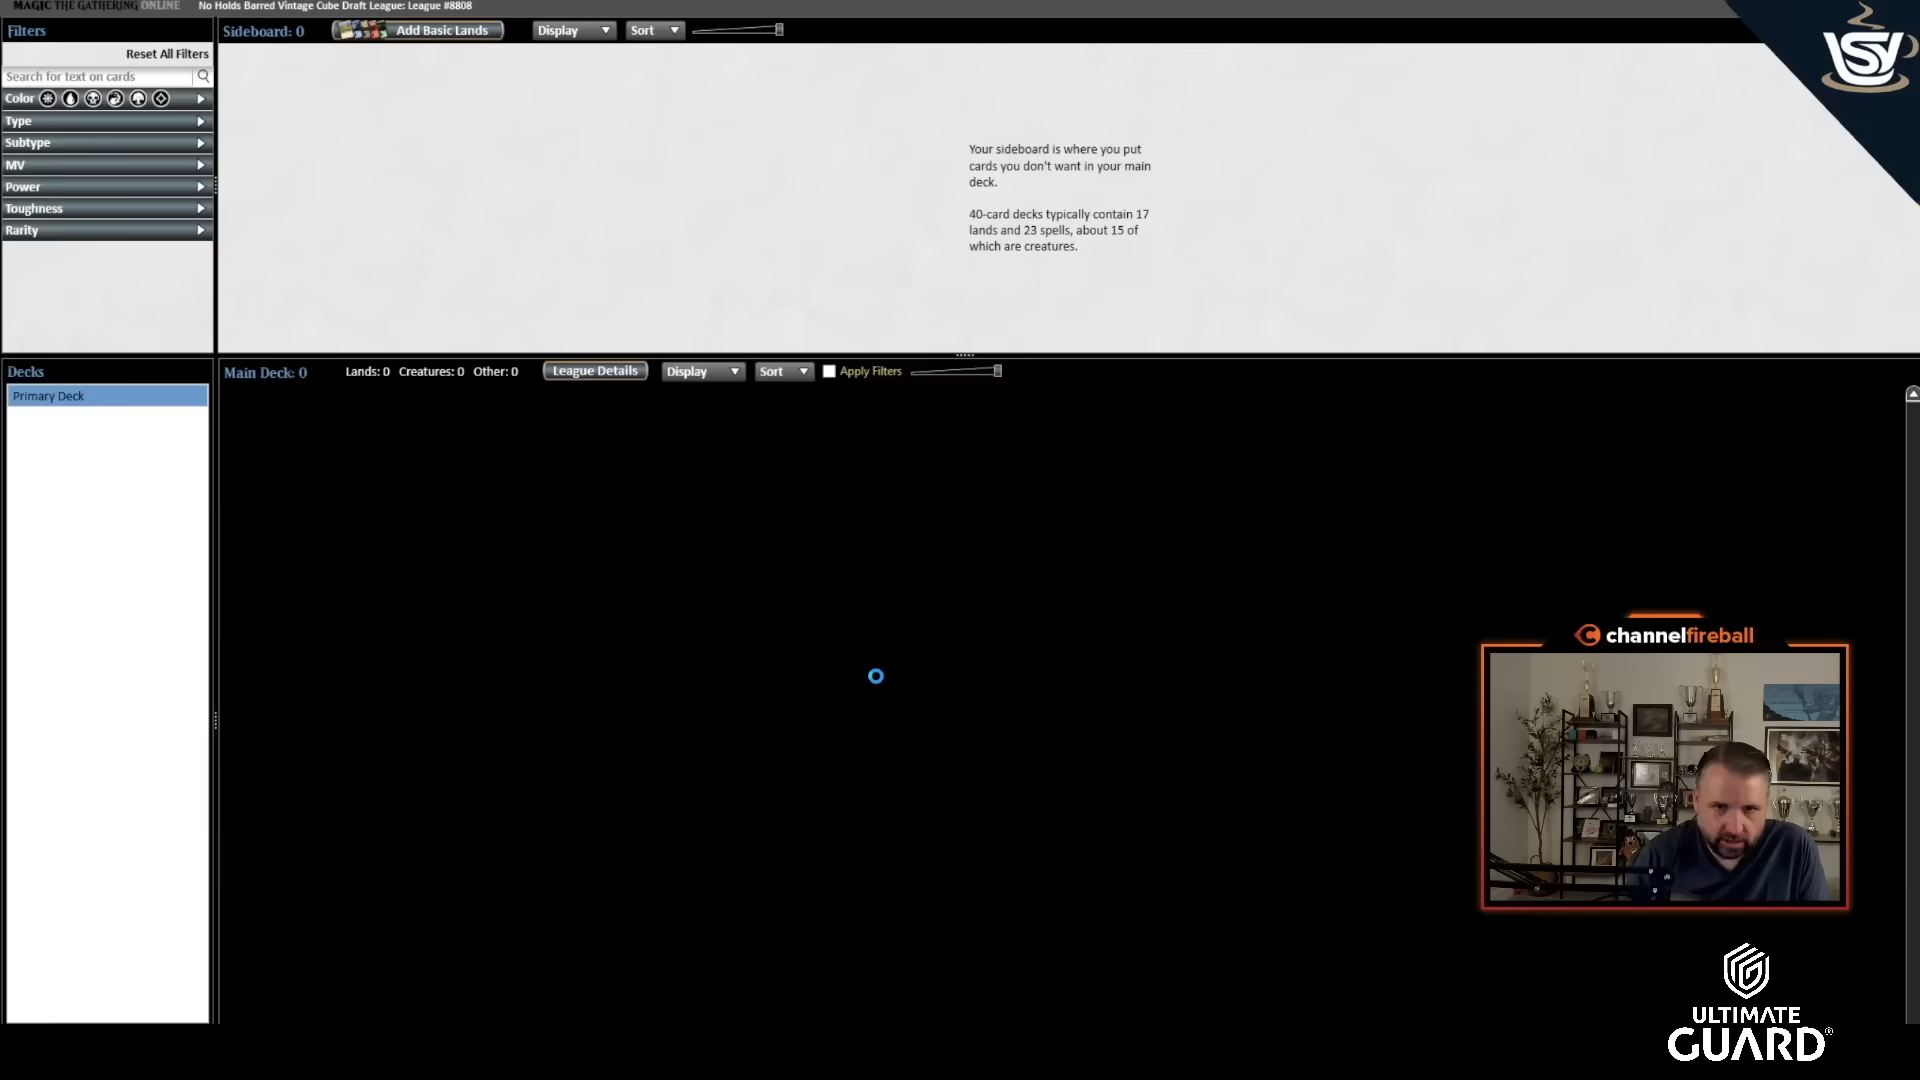 MAGIC THE GATHERING ONLINE
No Holds Barred Vintage Cube Draft League: League #8808
Filters
Sideboard: 0
Add Basic Lands
Display
Sort
Reset All Filters
Search for text on cards
Color
Type
Subtype
MV
Power
Toughness
Rarity
Your sideboard is where you put
cards you don't want in your main
deck.
40-card decks typically contain 17
lands and 23 spells, about 15 of
which are creatures.
Decks
Primary Deck
Main Deck: 0
Lands: 0 Creatures: 0 Other: 0
League Details
Display
Sort
Apply Filters
channelfireball
ULTIMATE
GUARD®